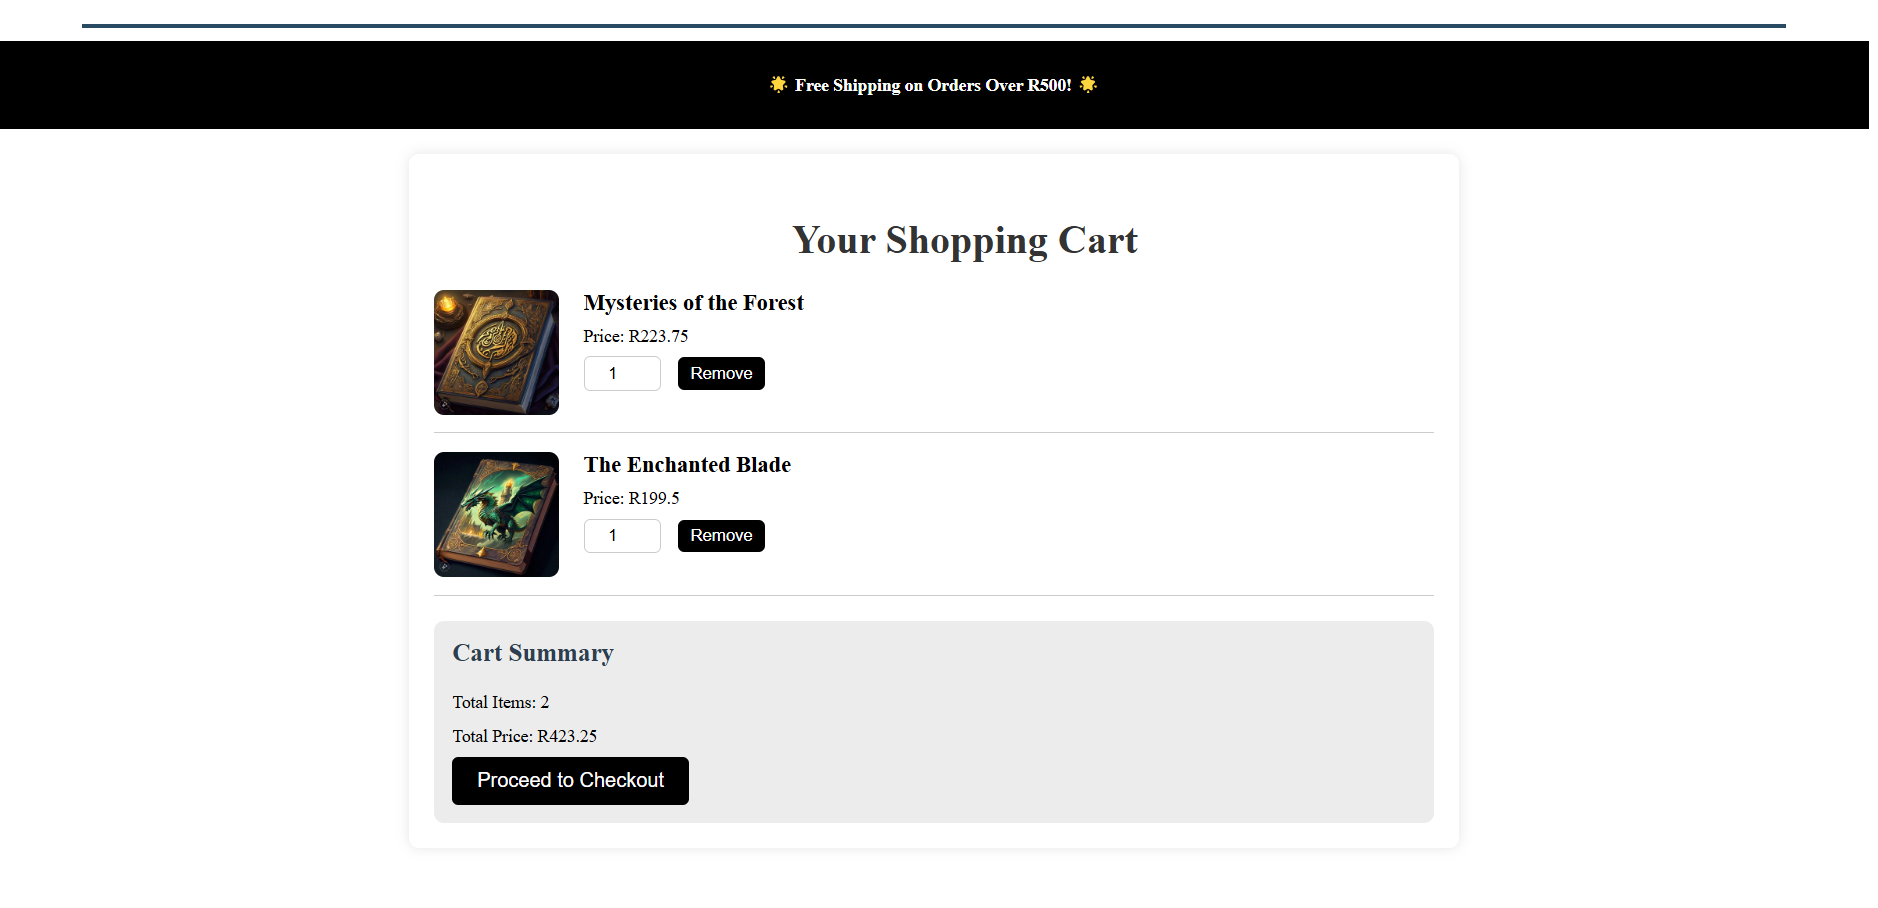 🌟 Free Shipping on Orders Over R500! 🌟
Your Shopping Cart
Mysteries of the Forest
Price: R223.75
1
Remove
The Enchanted Blade
Price: R199.5
1
Remove
Cart Summary
Total Items: 2
Total Price: R423.25
Proceed to Checkout